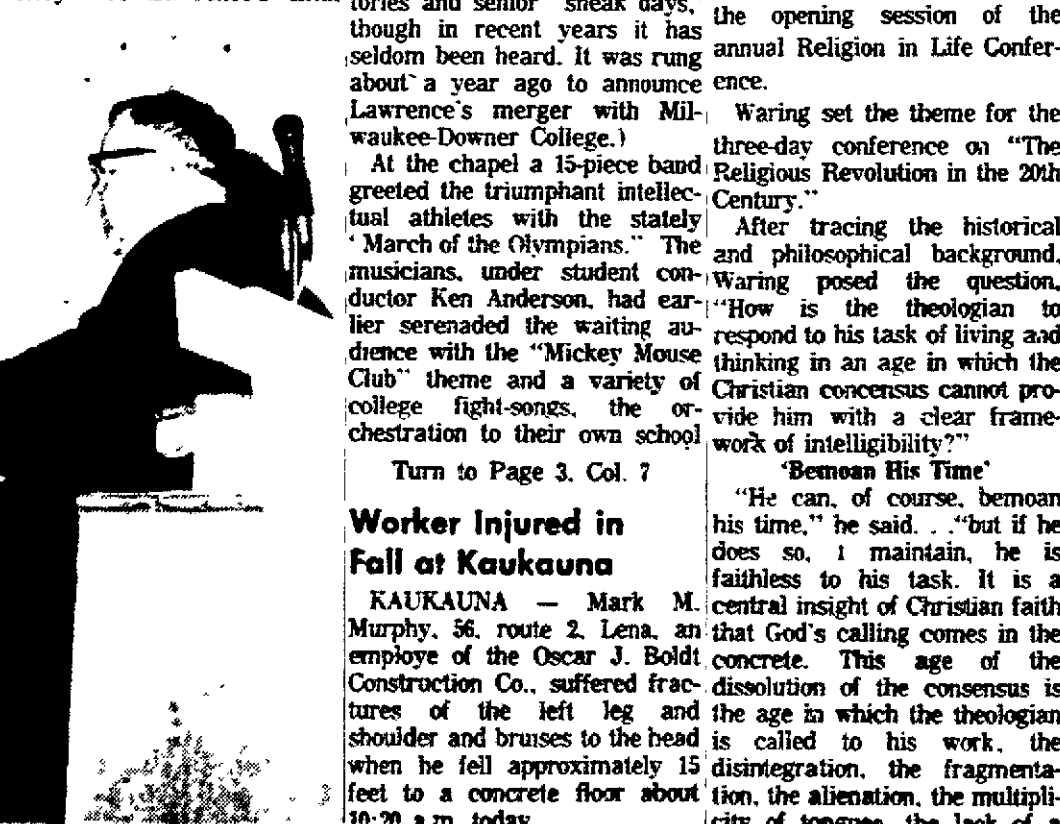 tories and senior "sneak days,"
though in recent years it has
seldom been heard. It was rung
about a year ago to announce
Lawrence's merger with Mil-
waukee-Downer College.)
At the chapel a 15-piece band
greeted the triumphant intellec-
tual athletes with the stately
"March of the Olympians." The
musicians, under student con-
ductor Ken Anderson, had ear-
lier serenaded the waiting au-
dience with the "Mickey Mouse
Club" theme and a variety of
college fight-songs, the or-
chestration to their own school
Turn to Page 3, Col. 7
Worker Injured in
Fall at Kaukauna
KAUKAUNA — Mark M.
Murphy, 56, route 2, Lena, an
employe of the Oscar J. Boldt
Construction Co., suffered frac-
tures of the left leg and
shoulder and bruises to the head
when he fell approximately 15
feet to a concrete floor about
10:20 a.m. today
the opening session of the
annual Religion in Life Confer-
ence.
Waring set the theme for the
three-day conference on "The
Religious Revolution in the 20th
Century."
After tracing the historical
and philosophical background,
Waring posed the question,
"How is the theologian to
respond to his task of living and
thinking in an age in which the
Christian concensus cannot pro-
vide him with a clear frame-
work of intelligibility?"
'Bemoan His Time'
"He can, of course, bemoan
his time," he said. . ."but if he
does so, I maintain, he is
faithless to his task. It is a
central insight of Christian faith
that God's calling comes in the
concrete. This age of the
dissolution of the consensus is
the age in which the theologian
is called to his work, the
disintegration, the fragmenta-
tion, the alienation, the multipli-
city of tongues, the lack of a